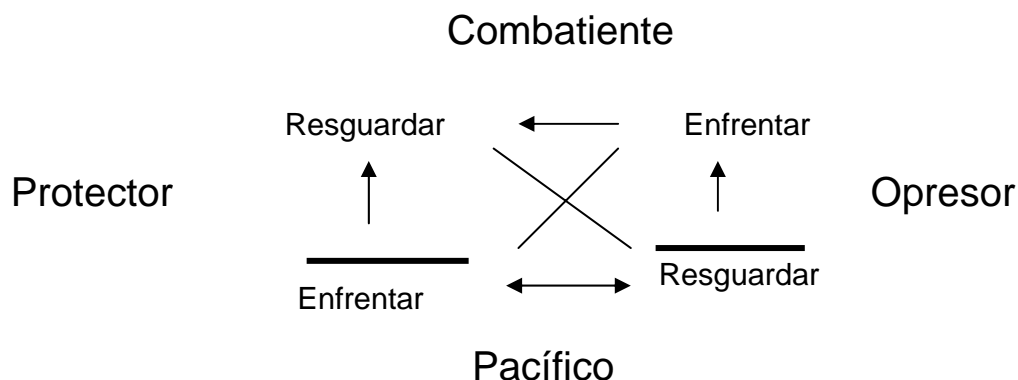 Combatiente
Resguardar
Enfrentar
Protector
Opresor
Enfrentar
Resguardar
Pacífico